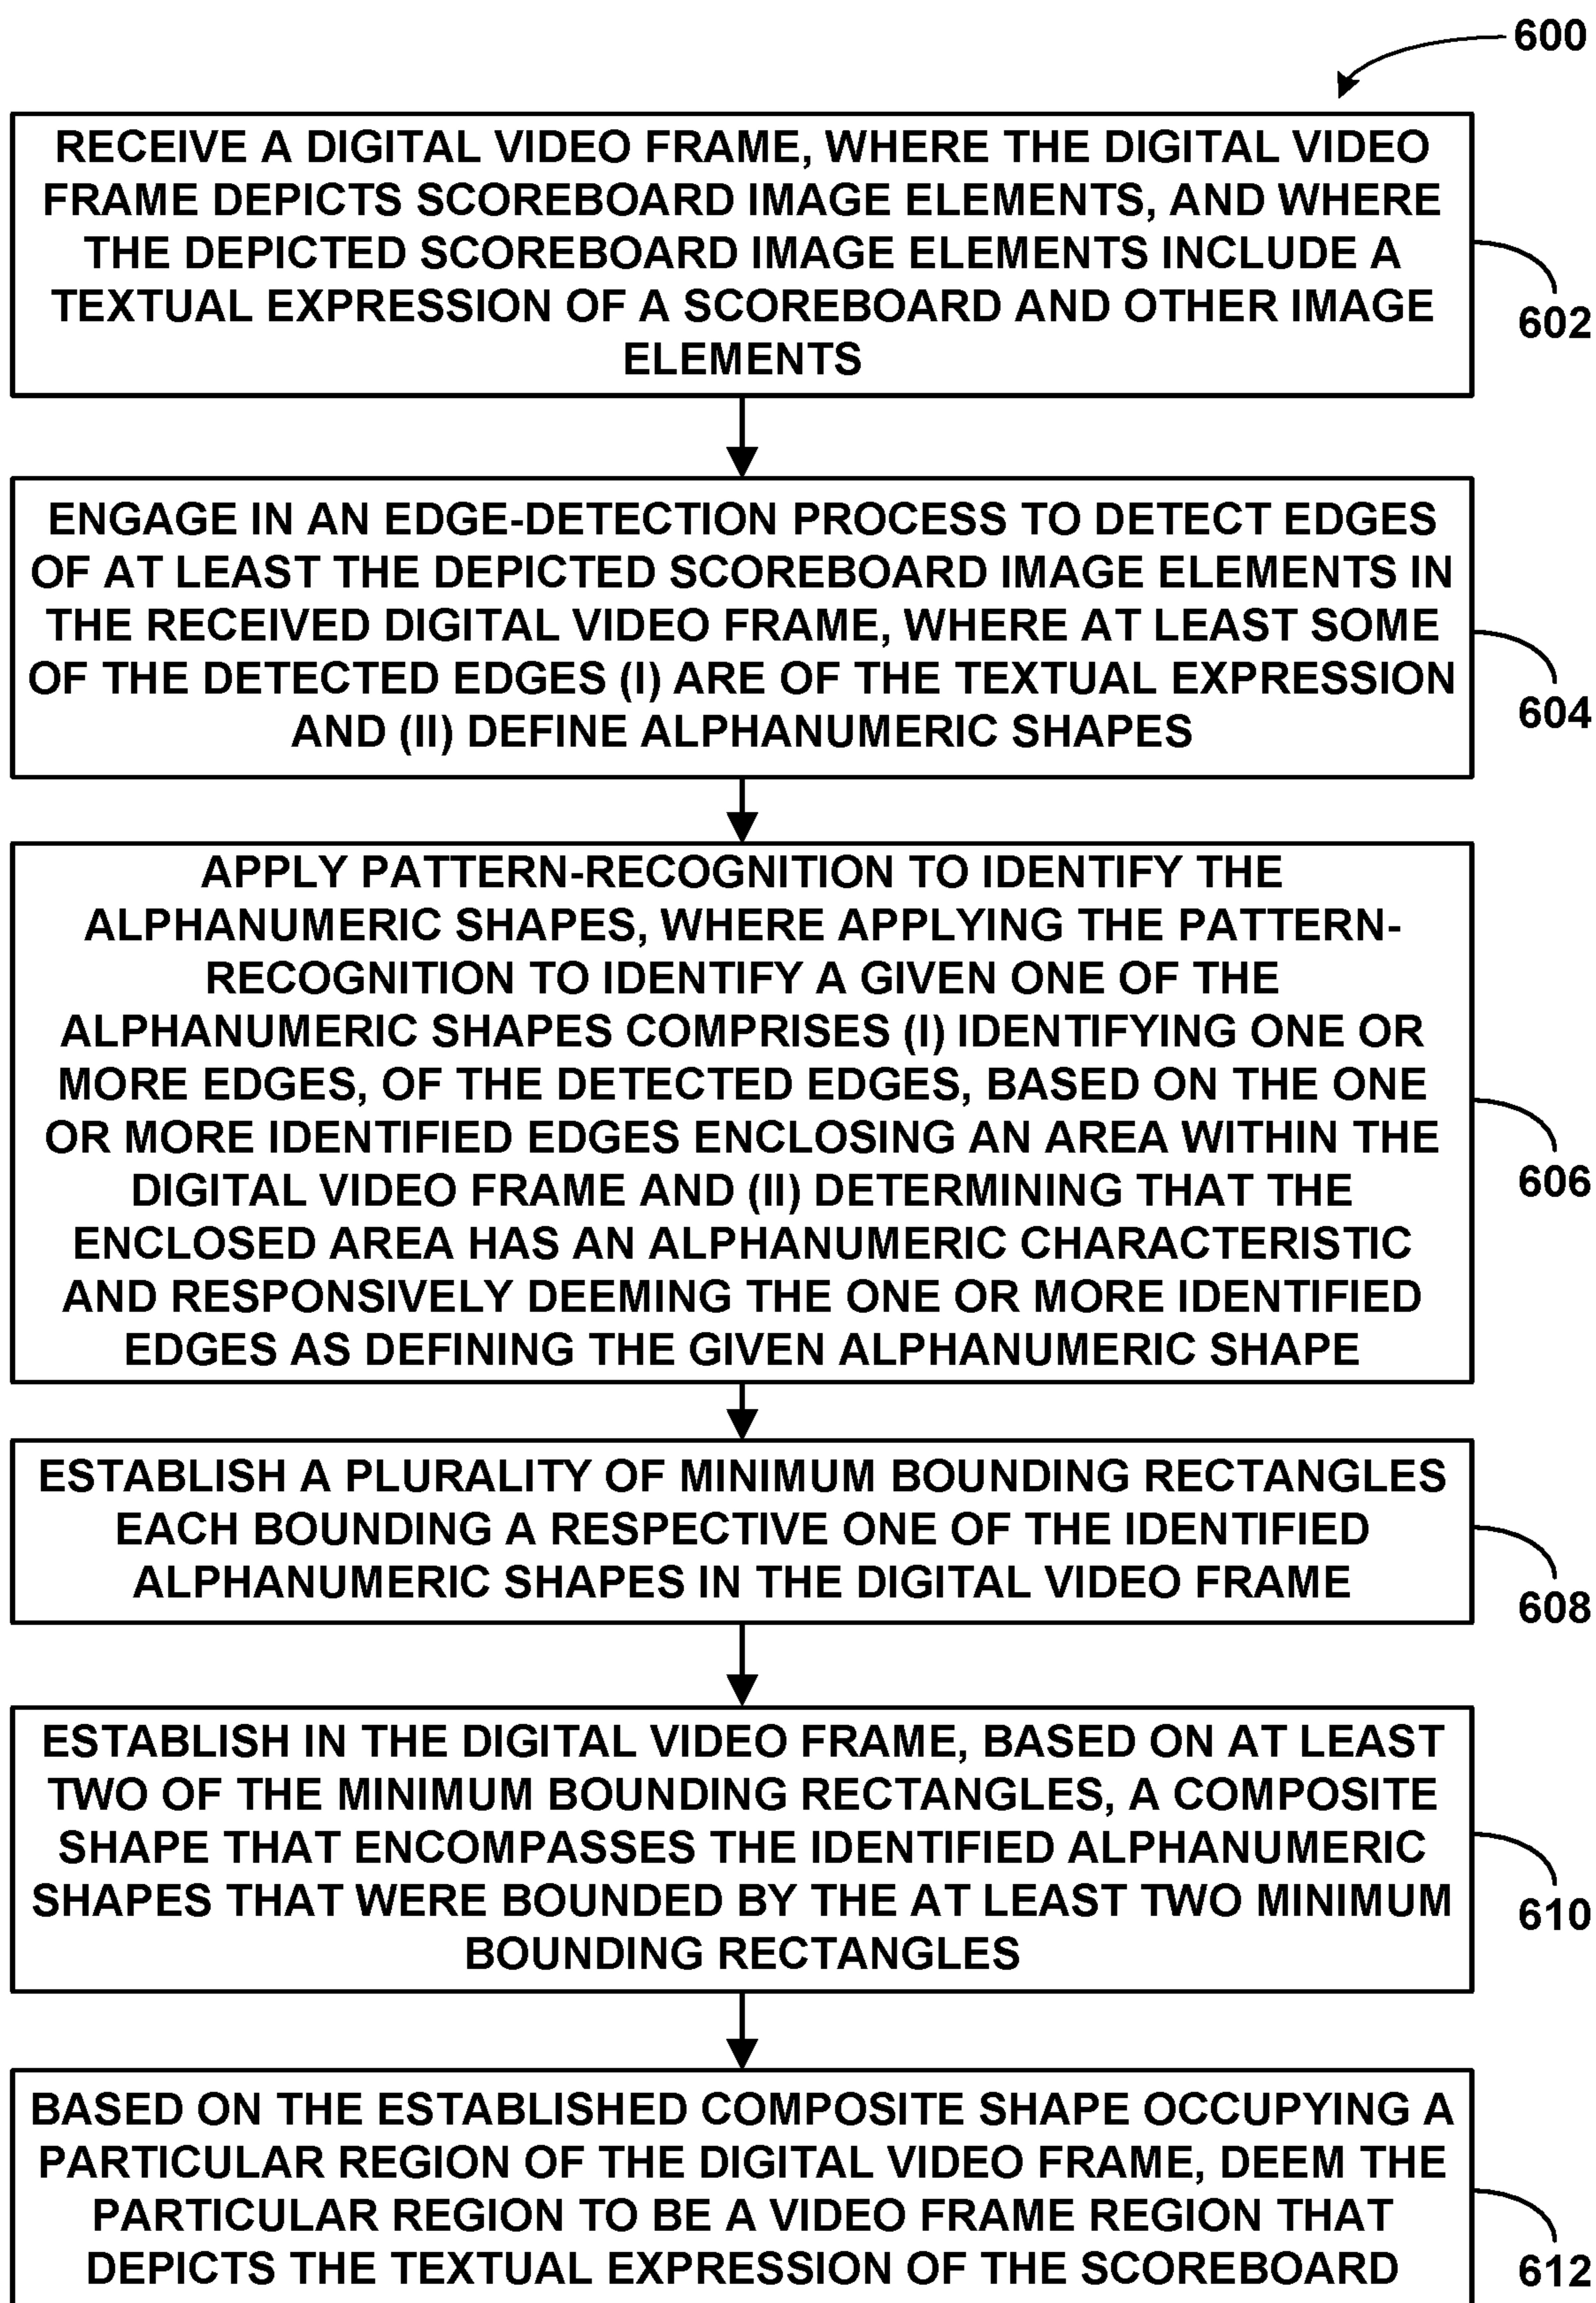 600
RECEIVE A DIGITAL VIDEO FRAME, WHERE THE DIGITAL VIDEO
FRAME DEPICTS SCOREBOARD IMAGE ELEMENTS, AND WHERE
THE DEPICTED SCOREBOARD IMAGE ELEMENTS INCLUDE A
TEXTUAL EXPRESSION OF A SCOREBOARD AND OTHER IMAGE
ELEMENTS
602
ENGAGE IN AN EDGE-DETECTION PROCESS TO DETECT EDGES
OF AT LEAST THE DEPICTED SCOREBOARD IMAGE ELEMENTS IN
THE RECEIVED DIGITAL VIDEO FRAME, WHERE AT LEAST SOME
OF THE DETECTED EDGES (I) ARE OF THE TEXTUAL EXPRESSION
AND (II) DEFINE ALPHANUMERIC SHAPES
604
APPLY PATTERN-RECOGNITION TO IDENTIFY THE
ALPHANUMERIC SHAPES, WHERE APPLYING THE PATTERN-
RECOGNITION TO IDENTIFY A GIVEN ONE OF THE
ALPHANUMERIC SHAPES COMPRISES (I) IDENTIFYING ONE OR
MORE EDGES, OF THE DETECTED EDGES, BASED ON THE ONE
OR MORE IDENTIFIED EDGES ENCLOSING AN AREA WITHIN THE
DIGITAL VIDEO FRAME AND (II) DETERMINING THAT THE
ENCLOSED AREA HAS AN ALPHANUMERIC CHARACTERISTIC
AND RESPONSIVELY DEEMING THE ONE OR MORE IDENTIFIED
EDGES AS DEFINING THE GIVEN ALPHANUMERIC SHAPE
606
ESTABLISH A PLURALITY OF MINIMUM BOUNDING RECTANGLES
EACH BOUNDING A RESPECTIVE ONE OF THE IDENTIFIED
ALPHANUMERIC SHAPES IN THE DIGITAL VIDEO FRAME
608
ESTABLISH IN THE DIGITAL VIDEO FRAME, BASED ON AT LEAST
TWO OF THE MINIMUM BOUNDING RECTANGLES, A COMPOSITE
SHAPE THAT ENCOMPASSES THE IDENTIFIED ALPHANUMERIC
SHAPES THAT WERE BOUNDED BY THE AT LEAST TWO MINIMUM
BOUNDING RECTANGLES
610
BASED ON THE ESTABLISHED COMPOSITE SHAPE OCCUPYING A
PARTICULAR REGION OF THE DIGITAL VIDEO FRAME, DEEM THE
PARTICULAR REGION TO BE A VIDEO FRAME REGION THAT
DEPICTS THE TEXTUAL EXPRESSION OF THE SCOREBOARD
612